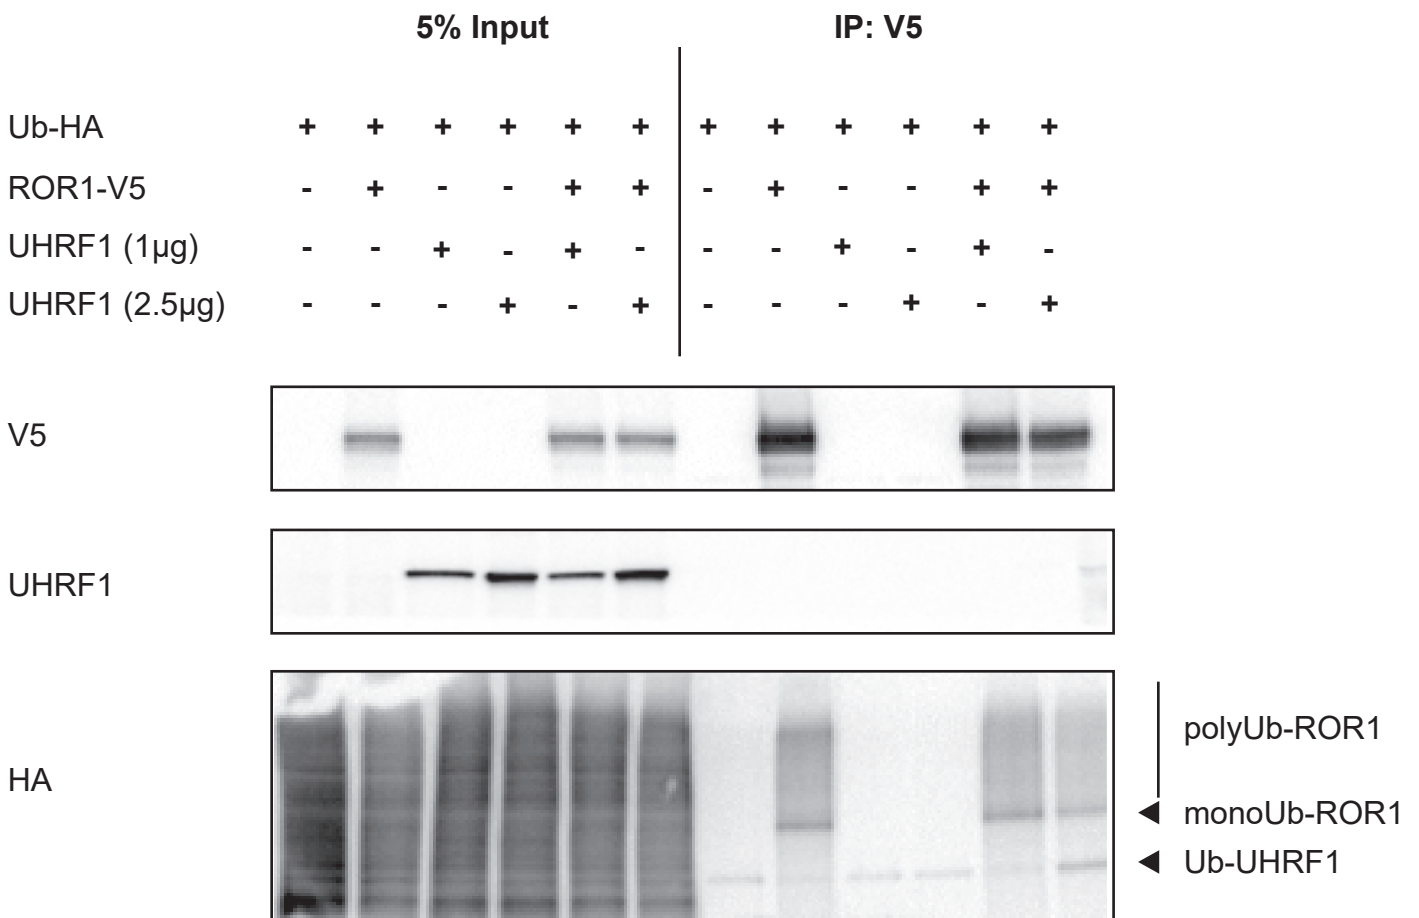 5% Input IP: V5
Ub-HA + + + + + + + + + + + +
ROR1-V5 - + - - + + - + - - + +
UHRF1 (1µg) - - + - + - - - + - + -
UHRF1 (2.5µg) - - - + - + - - - + - +
V5
UHRF1
HA
polyUb-ROR1
monoUb-ROR1
Ub-UHRF1